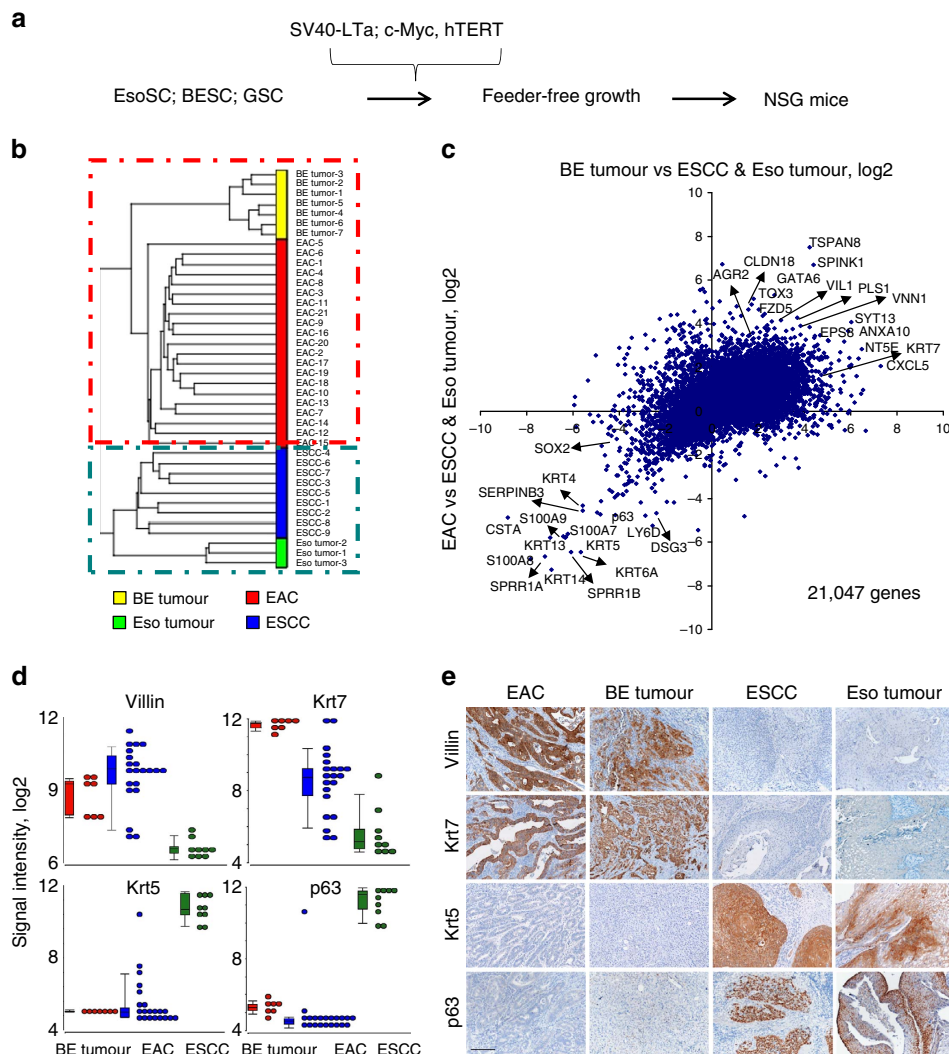 a
SV40-LTa; c-Myc, hTERT
EsoSC; BESC; GSC
Feeder-free growth
NSG mice
b
BE tumor-3
BE tumor-2
BE tumor-1
BE tumor-5
BE tumor-4
BE tumor-6
BE tumor-7
EAC-5
EAC-6
EAC-1
EAC-4
EAC-8
EAC-3
EAC-11
EAC-21
EAC-9
EAC-16
EAC-20
EAC-2
EAC-17
EAC-19
EAC-18
EAC-10
EAC-13
EAC-7
EAC-14
EAC-12
EAC-15
ESCC-4
ESCC-6
ESCC-7
ESCC-3
ESCC-5
ESCC-1
ESCC-2
ESCC-8
ESCC-9
Eso tumor-2
Eso tumor-1
Eso tumor-3
BE tumour
EAC
Eso tumour
ESCC
c
BE tumour vs ESCC & Eso tumour, log2
EAC vs ESCC & Eso tumour, log2
10
8
6
4
2
0
−2
−4
−6
−8
−10
−10
−8
−6
−4
−2
0
2
4
6
8
10
TSPAN8
CLDN18
SPINK1
AGR2
GATA6
VIL1
PLS1
TOX3
VNN1
FZD5
SYT13
EPS8
ANXA10
NT5E
KRT7
CXCL5
SOX2
KRT4
SERPINB3
S100A9
p63
CSTA
S100A7
LY6D
KRT13
KRT5
DSG3
S100A8
KRT6A
SPRR1A
KRT14
SPRR1B
21,047 genes
d
Signal intensity, log2
Villin
12
9
6
Krt7
12
8
4
Krt5
12
8
4
p63
12
8
4
BE tumour
EAC
ESCC
BE tumour
EAC
ESCC
e
EAC
BE tumour
ESCC
Eso tumour
Villin
Krt7
Krt5
p63